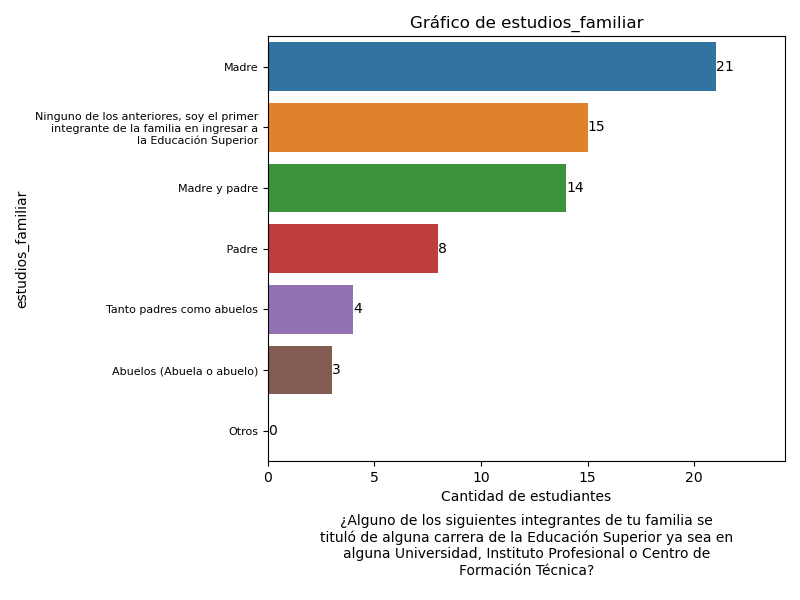 Gráfico de estudios_familiar
Madre
21
Ninguno de los anteriores, soy el primer
integrante de la familia en ingresar a
la Educación Superior
15
Madre y padre
14
Padre
8
Tanto padres como abuelos
4
Abuelos (Abuela o abuelo)
3
Otros
0
estudios_familiar
0 5 10 15 20
Cantidad de estudiantes
¿Alguno de los siguientes integrantes de tu familia se
tituló de alguna carrera de la Educación Superior ya sea en
alguna Universidad, Instituto Profesional o Centro de
Formación Técnica?